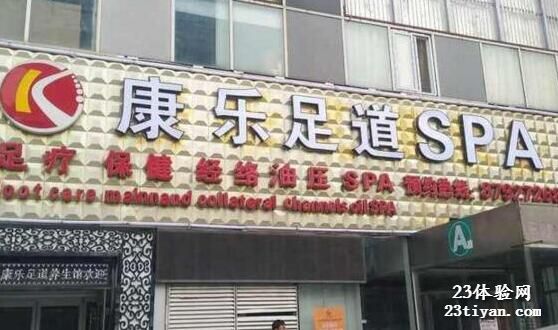 康乐足道SPA
足疗 保健 经络油压 SPA 预约热线:
foot care mainnand collateral channels oil SPA
A
康乐足道养生馆欢迎
23体验网
23tiyan.com